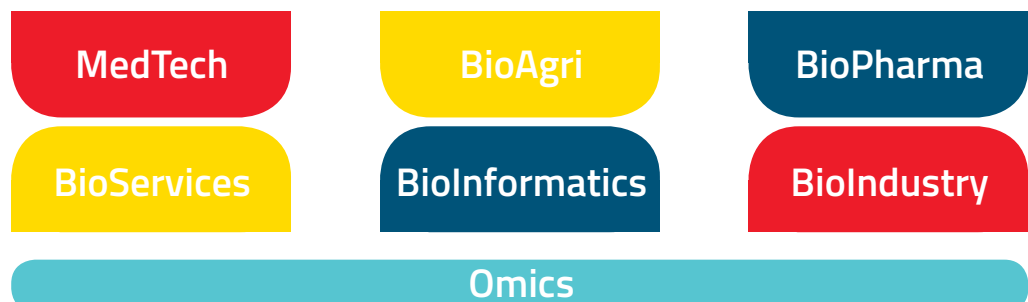 MedTech
BioAgri
BioPharma
BioServices
BioInformatics
BioIndustry
Omics